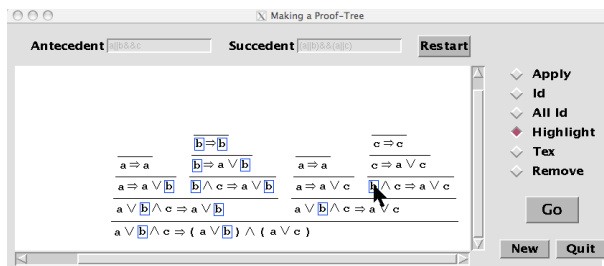 Making a Proof-Tree
Antecedent a||b&&c Succedent (a||b)&&(a||c) Restart
Apply
Id
All Id
Highlight
Tex
Remove
Go
New Quit
b⇒b c⇒c
a⇒a b⇒a∨b a⇒a c⇒a∨c
a⇒a∨b b∧c⇒a∨b a⇒a∨c b∧c⇒a∨c
a∨b∧c⇒a∨b a∨b∧c⇒a∨c
a∨b∧c⇒(a∨b)∧(a∨c)